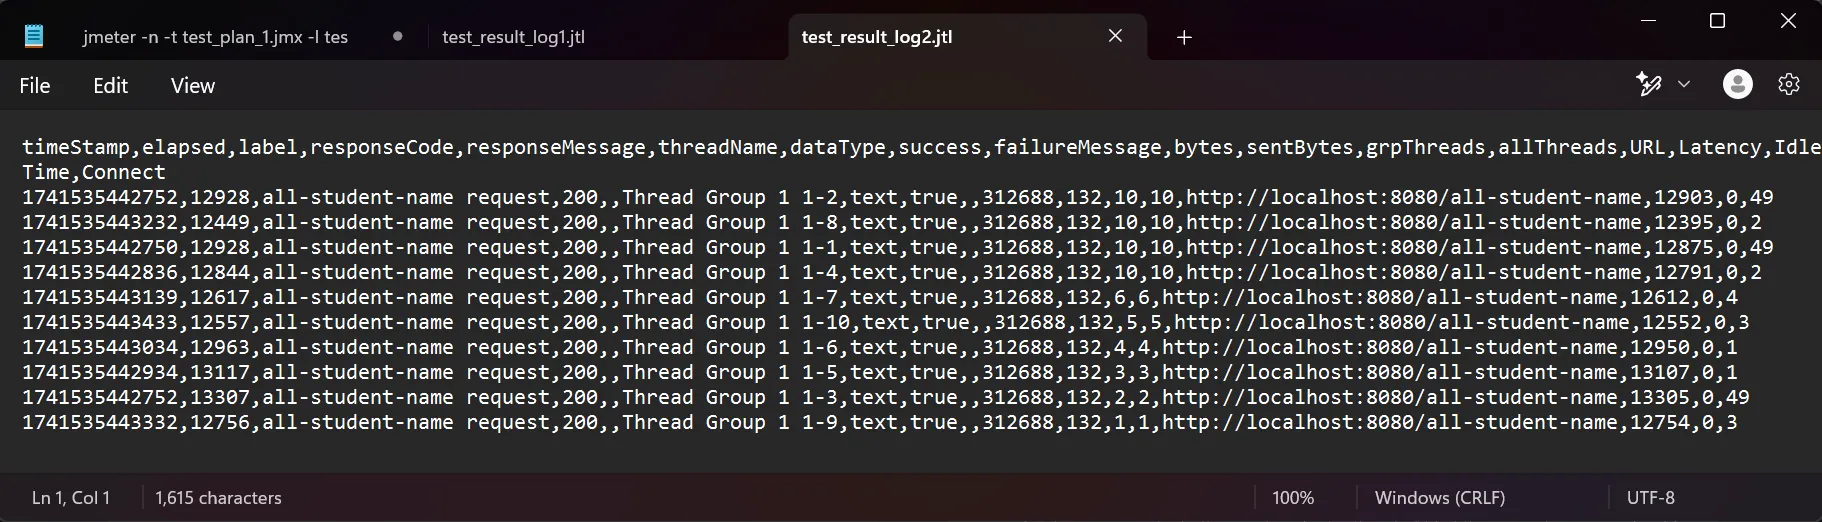 jmeter -n -t test_plan_1.jmx -l tes
test_result_log1.jtl
test_result_log2.jtl
File Edit View
timeStamp,elapsed,label,responseCode,responseMessage,threadName,dataType,success,failureMessage,bytes,sentBytes,grpThreads,allThreads,URL,Latency,Idle
Time,Connect
1741535442752,12928,all-student-name request,200,,Thread Group 1 1-2,text,true,,312688,132,10,10,http://localhost:8080/all-student-name,12903,0,49
1741535443232,12449,all-student-name request,200,,Thread Group 1 1-8,text,true,,312688,132,10,10,http://localhost:8080/all-student-name,12395,0,2
1741535442750,12928,all-student-name request,200,,Thread Group 1 1-1,text,true,,312688,132,10,10,http://localhost:8080/all-student-name,12875,0,49
1741535442836,12844,all-student-name request,200,,Thread Group 1 1-4,text,true,,312688,132,10,10,http://localhost:8080/all-student-name,12791,0,2
1741535443139,12617,all-student-name request,200,,Thread Group 1 1-7,text,true,,312688,132,6,6,http://localhost:8080/all-student-name,12612,0,4
1741535443433,12557,all-student-name request,200,,Thread Group 1 1-10,text,true,,312688,132,5,5,http://localhost:8080/all-student-name,12552,0,3
1741535443034,12963,all-student-name request,200,,Thread Group 1 1-6,text,true,,312688,132,4,4,http://localhost:8080/all-student-name,12950,0,1
1741535442934,13117,all-student-name request,200,,Thread Group 1 1-5,text,true,,312688,132,3,3,http://localhost:8080/all-student-name,13107,0,1
1741535442752,13307,all-student-name request,200,,Thread Group 1 1-3,text,true,,312688,132,2,2,http://localhost:8080/all-student-name,13305,0,49
1741535443332,12756,all-student-name request,200,,Thread Group 1 1-9,text,true,,312688,132,1,1,http://localhost:8080/all-student-name,12754,0,3
Ln 1, Col 1
1,615 characters
100%
Windows (CRLF)
UTF-8